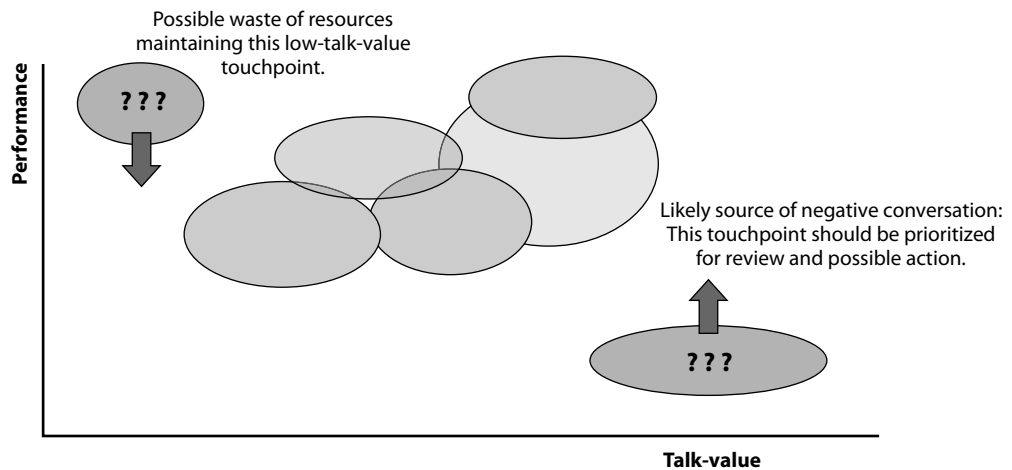 Possible waste of resources
maintaining this low-talk-value
touchpoint.
Performance
? ? ?
Likely source of negative conversation:
This touchpoint should be prioritized
for review and possible action.
? ? ?
Talk-value